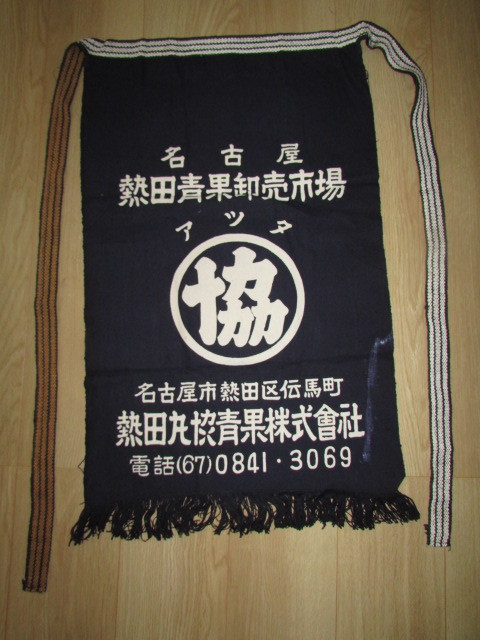 名古屋
熱田青果卸売市場
アツタ
協
名古屋市熱田区伝馬町
熱田丸協青果株式會社
電話(67)0841・3069